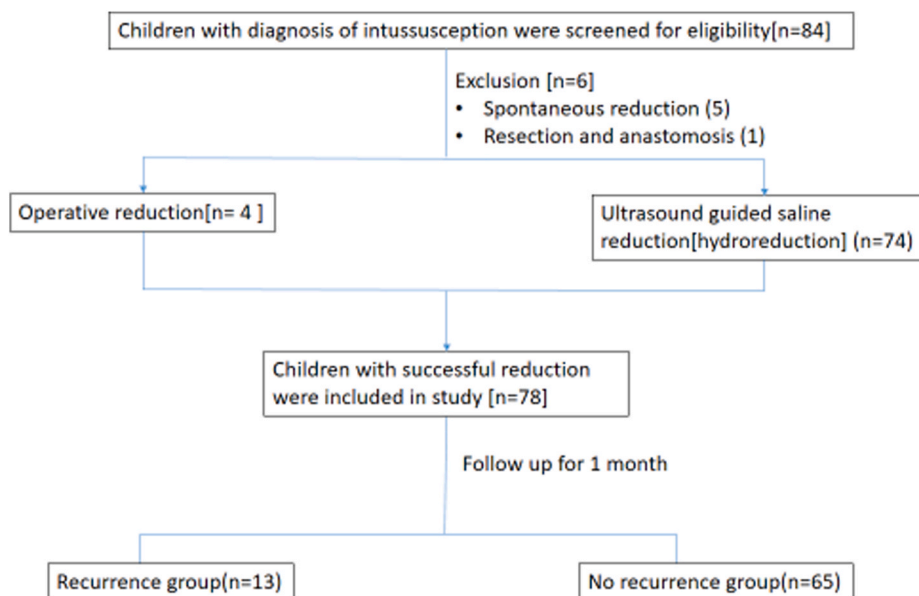 Children with diagnosis of intussusception were screened for eligibility[n=84]
Exclusion [n=6]
• Spontaneous reduction (5)
• Resection and anastomosis (1)
Operative reduction[n= 4 ]
Ultrasound guided saline
reduction[hydroreduction] (n=74)
Children with successful reduction
were included in study [n=78]
Follow up for 1 month
Recurrence group(n=13)
No recurrence group(n=65)